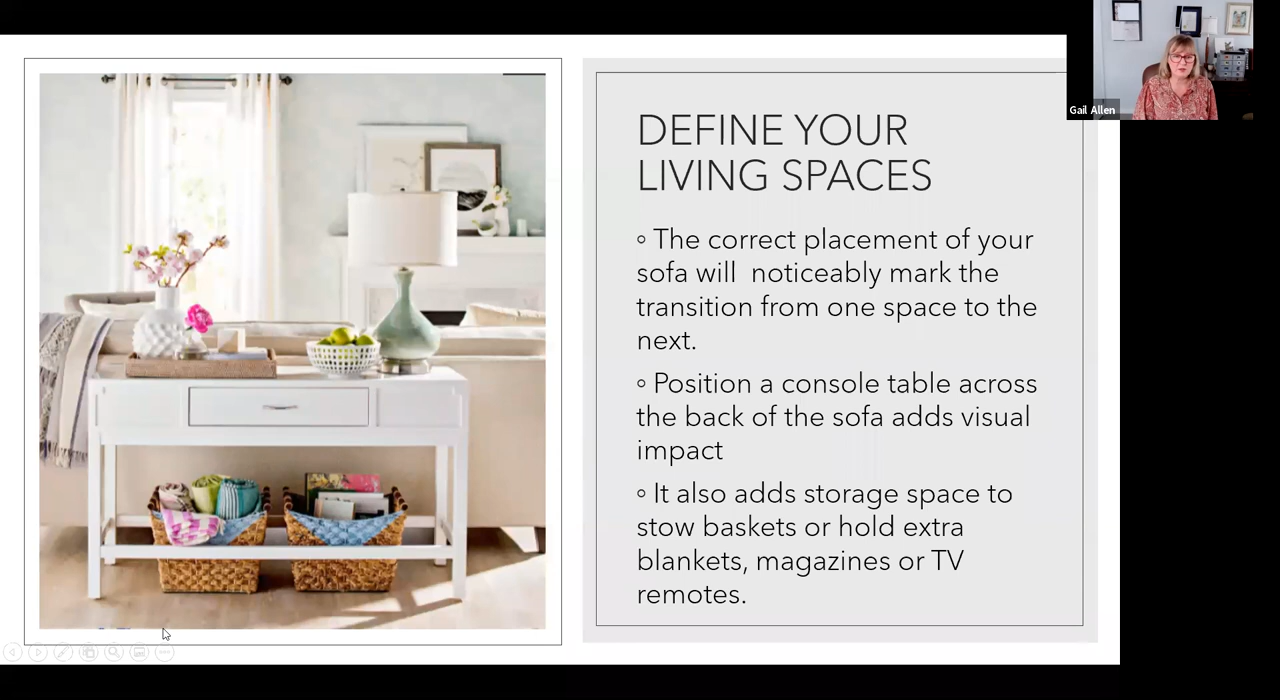 Gail Allen
DEFINE YOUR
LIVING SPACES
◦ The correct placement of your
sofa will  noticeably mark the
transition from one space to the
next.
◦ Position a console table across
the back of the sofa adds visual
impact
◦ It also adds storage space to
stow baskets or hold extra
blankets, magazines or TV
remotes.